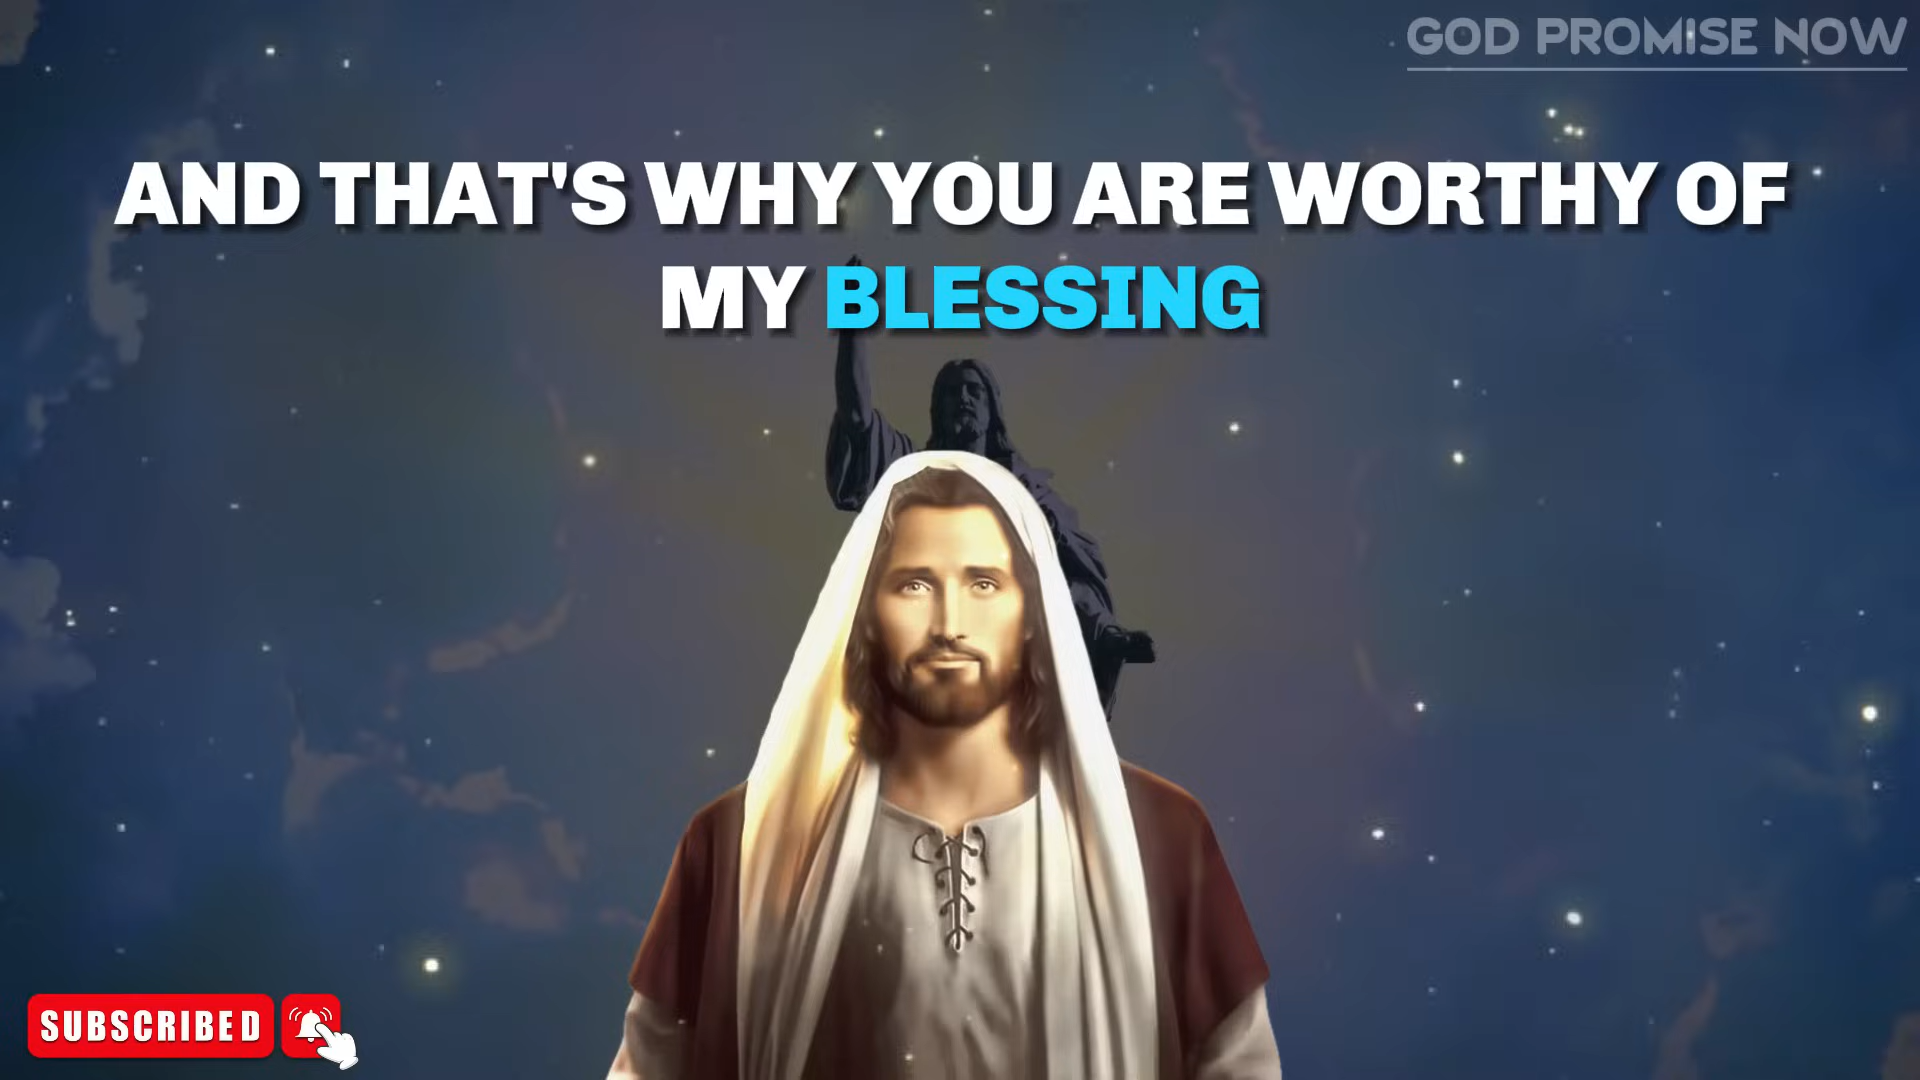 GOD PROMISE NOW
AND THAT'S WHY YOU ARE WORTHY OF
MY BLESSING
SUBSCRIBED